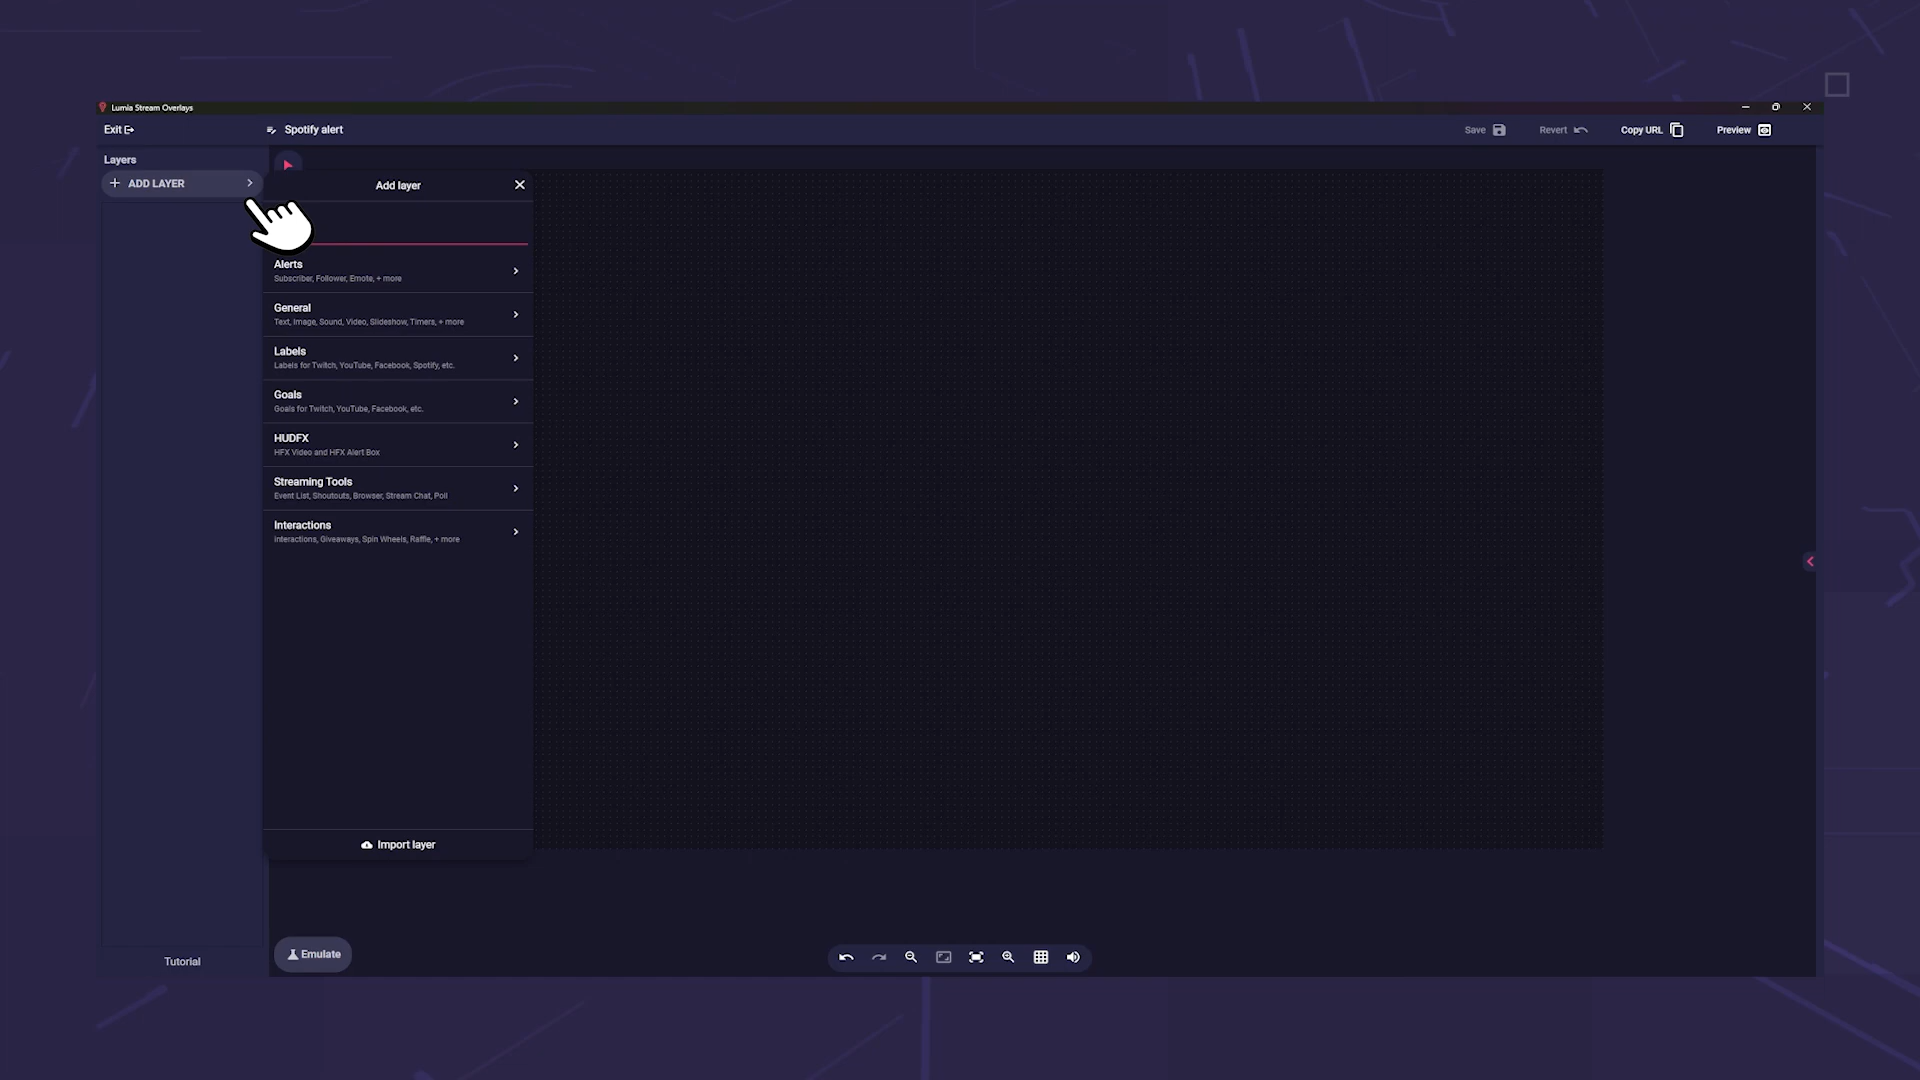 Lumia Stream Overlays
Exit
Spotify alert
Save
Revert
Copy URL
Preview
Layers
ADD LAYER
Add layer
Alerts
Subscriber, Follower, Emote, + more
General
Text, Image, Sound, Video, Slideshow, Timers, + more
Labels
Labels for Twitch, YouTube, Facebook, Spotify, etc.
Goals
Goals for Twitch, YouTube, Facebook, etc.
HUDFX
HFX Video and HFX Alert Box
Streaming Tools
Event List, Shoutouts, Browser, Stream Chat, Poll
Interactions
Interactions, Giveaways, Spin Wheels, Raffle, + more
Import layer
Emulate
Tutorial